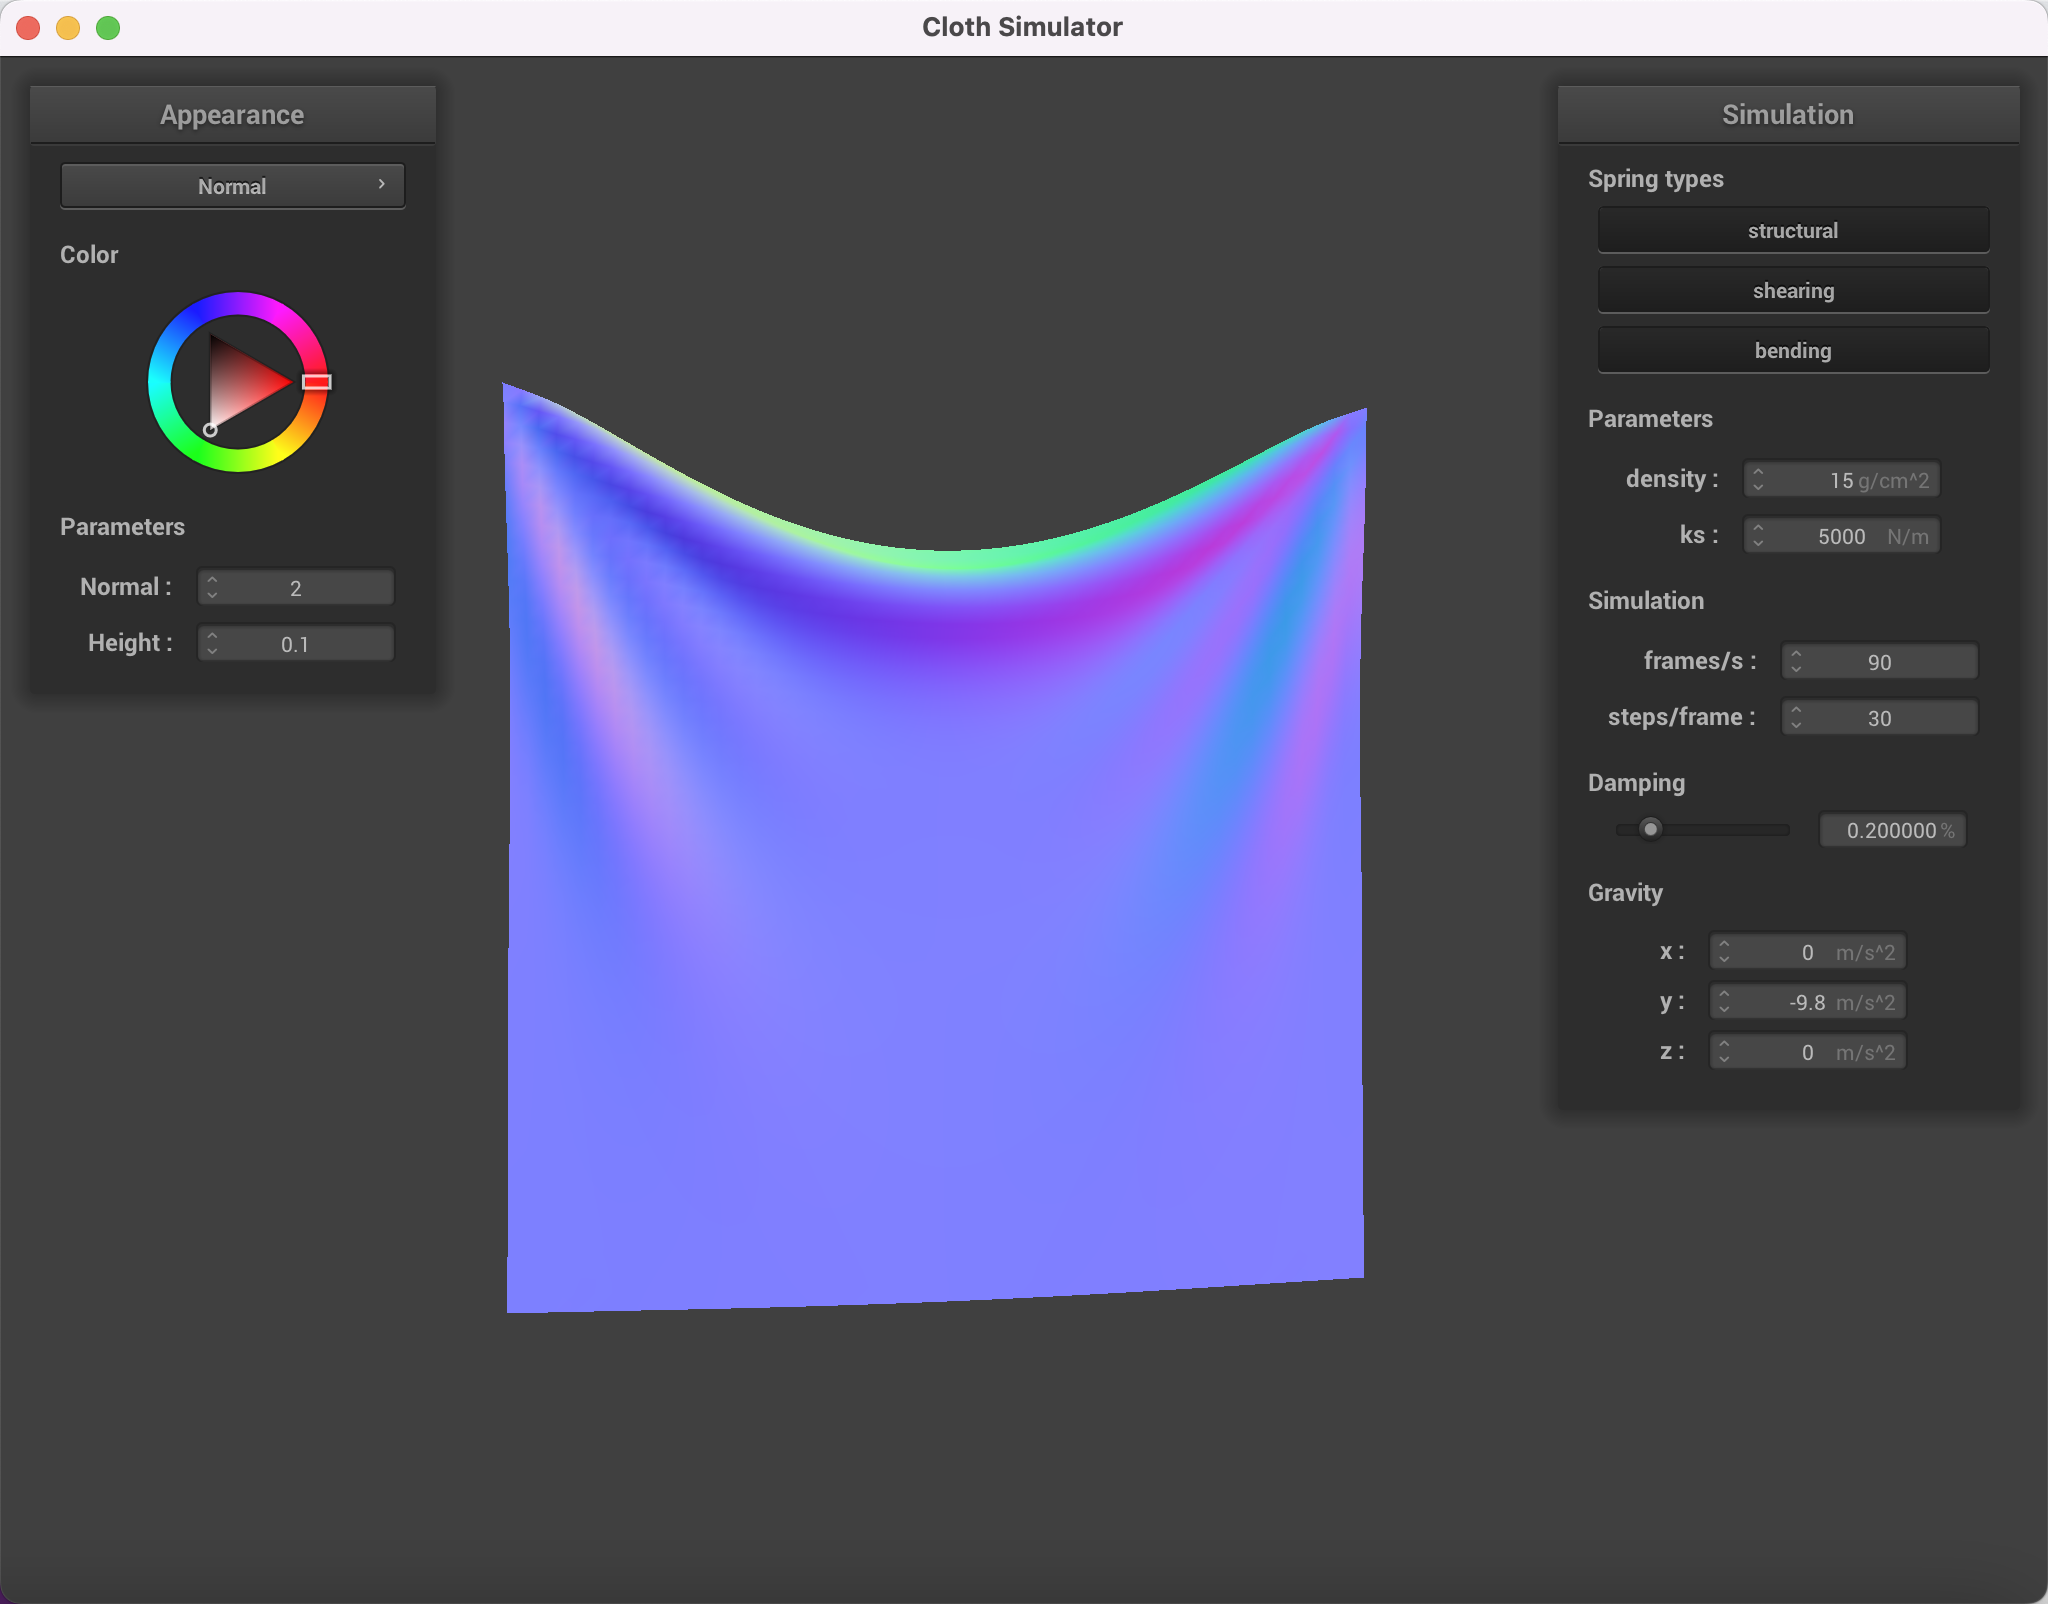 Cloth Simulator
Appearance
Normal
Color
Parameters
Normal : 2
Height : 0.1
Simulation
Spring types
structural
shearing
bending
Parameters
density : 15 g/cm^2
ks : 5000 N/m
Simulation
frames/s : 90
steps/frame : 30
Damping
0.200000 %
Gravity
x : 0 m/s^2
y : -9.8 m/s^2
z : 0 m/s^2